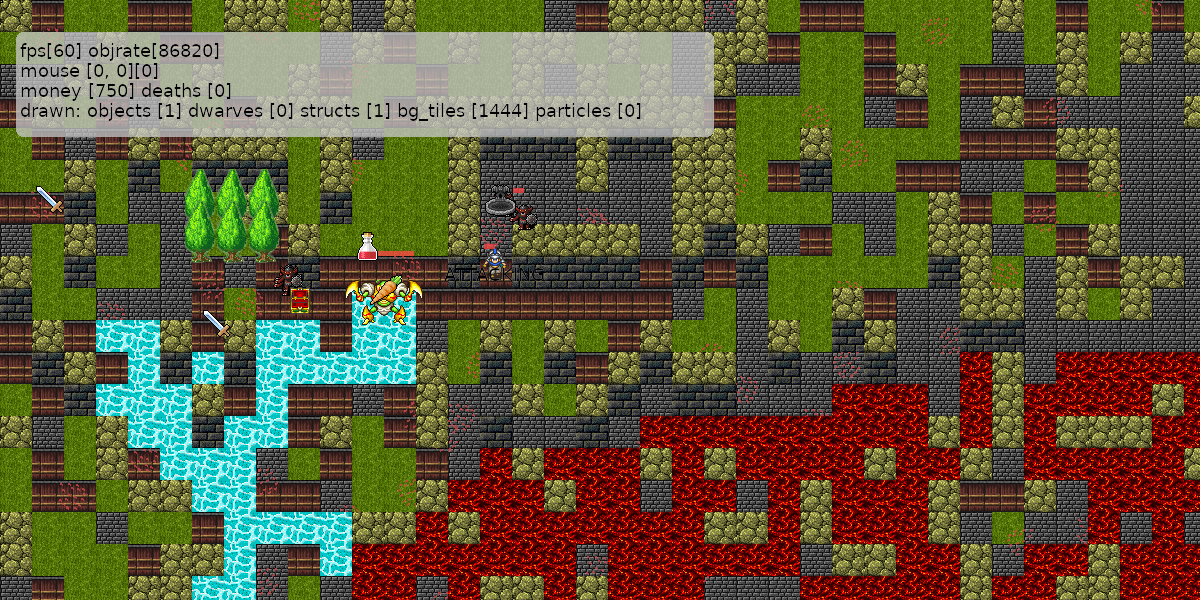 fps[60] objrate[86820]
mouse [0, 0][0]
money [750] deaths [0]
drawn: objects [1] dwarves [0] structs [1] bg_tiles [1444] particles [0]
ATTACKING